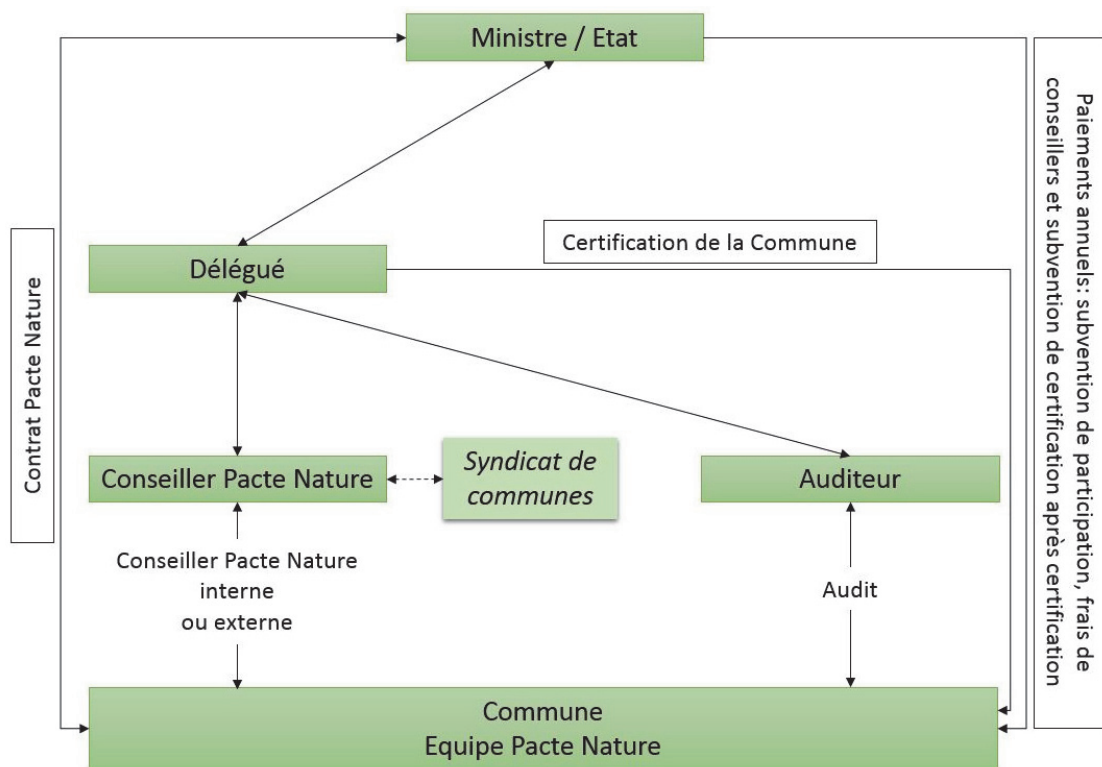 Ministre / Etat
Contrat Pacte Nature
Paiements annuels: subvention de participation, frais de
conseillers et subvention de certification après certification
Certification de la Commune
Délégué
Conseiller Pacte Nature
Syndicat de
communes
Auditeur
Conseiller Pacte Nature
interne
ou externe
Audit
Commune
Equipe Pacte Nature